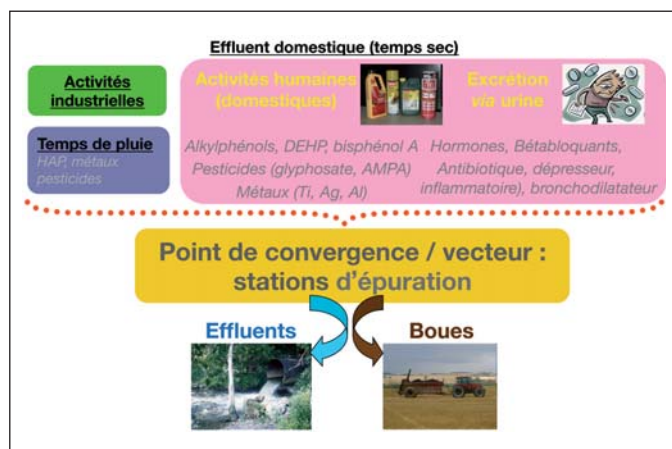 Effluent domestique (temps sec)
Activités
industrielles
Activités humaines
(domestiques)
Excrétion
via urine
Temps de pluie
HAP, métaux
pesticides
Alkylphénols, DEHP, bisphénol A
Pesticides (glyphosate, AMPA)
Métaux (Ti, Ag, Al)
Hormones, Bétabloquants,
Antibiotique, dépresseur,
inflammatoire), bronchodilatateur
Point de convergence / vecteur :
stations d'épuration
Effluents
Boues